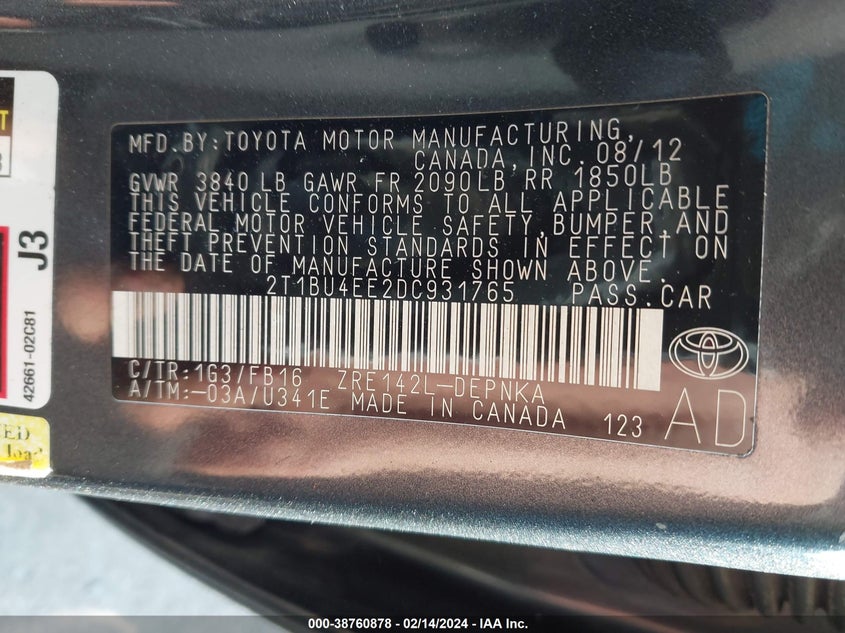 MFD.BY:TOYOTA MOTOR MANUFACTURING,
CANADA, INC. 08/12
GVWR 3840 LB GAWR FR 2090LB RR 1850LB
THIS VEHICLE CONFORMS TO ALL APPLICABLE
FEDERAL MOTOR VEHICLE SAFETY,BUMPER,AND
THEFT PREVENTION STANDARDS IN EFFECT ON
THE DATE OF MANUFACTURE SHOWN ABOVE.
2T1BU4EE2DC931765 PASS.CAR
C/TR:1G3/FB16 ZRE142L-DEPNKA
A/TM:-03A/U341E MADE IN CANADA 123
AD
J3
42661-02C81
000-38760878 - 02/14/2024 - IAA Inc.